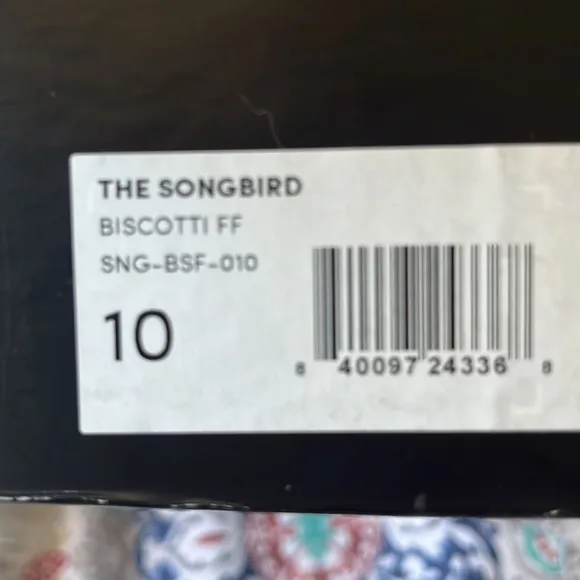 THE SONGBIRD
BISCOTTI FF
SNG-BSF-010
10
8 40097 24336 8